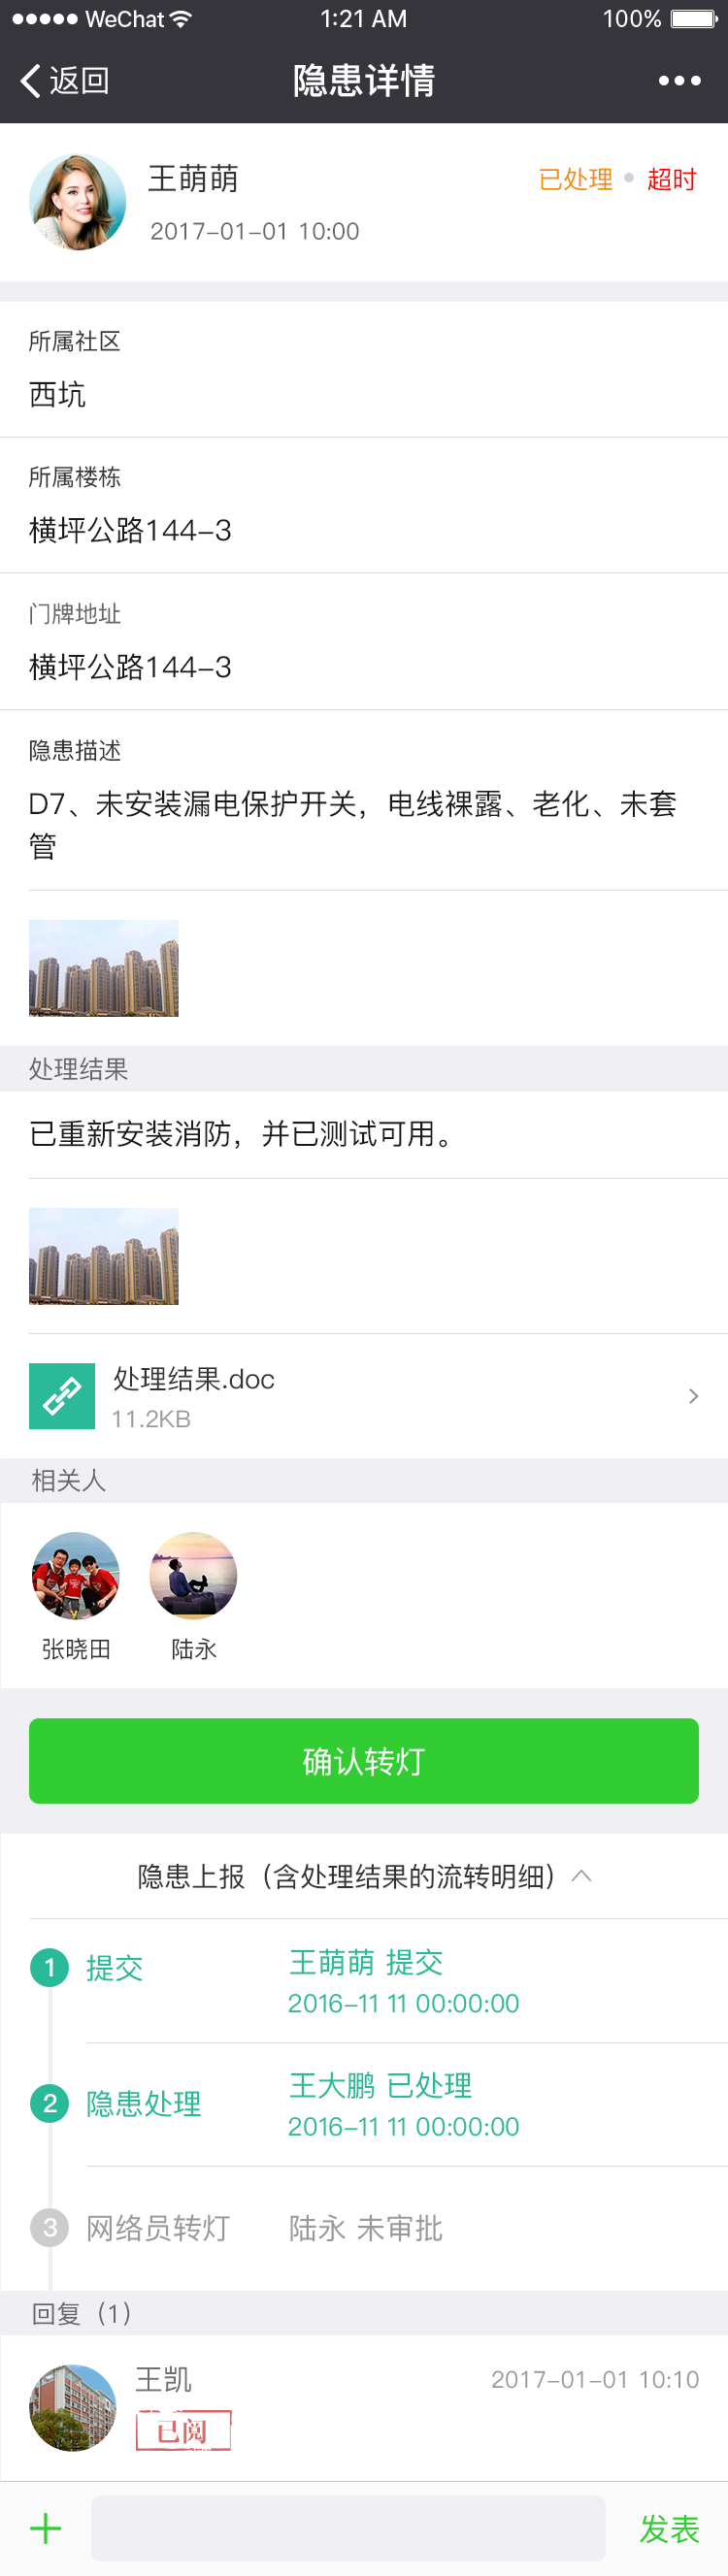 WeChat 1:21 AM 100%
返回 隐患详情
王萌萌 已处理 超时
2017-01-01 10:00
所属社区
西坑
所属楼栋
横坪公路144-3
门牌地址
横坪公路144-3
隐患描述
D7、未安装漏电保护开关，电线裸露、老化、未套
管
处理结果
已重新安装消防，并已测试可用。
处理结果.doc
11.2KB
相关人
张晓田 陆永
确认转灯
隐患上报（含处理结果的流转明细）
1 提交 王萌萌 提交
2016-11 11 00:00:00
2 隐患处理 王大鹏 已处理
2016-11 11 00:00:00
3 网络员转灯 陆永 未审批
回复（1）
王凯 2017-01-01 10:10
已阅
发表